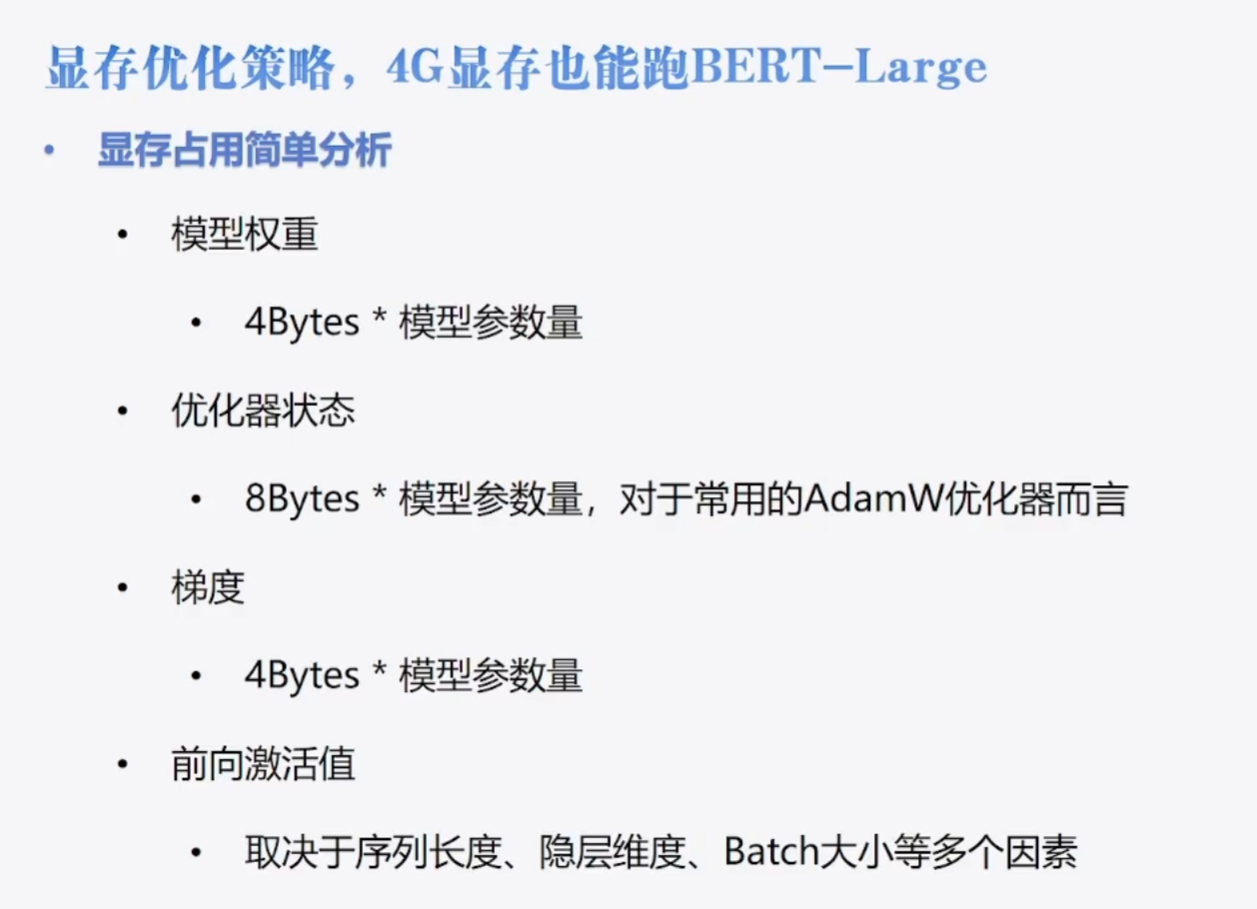 显存优化策略，4G显存也能跑BERT-Large
• 显存占用简单分析
• 模型权重
• 4Bytes * 模型参数量
• 优化器状态
• 8Bytes * 模型参数量，对于常用的AdamW优化器而言
• 梯度
• 4Bytes * 模型参数量
• 前向激活值
• 取决于序列长度、隐层维度、Batch大小等多个因素